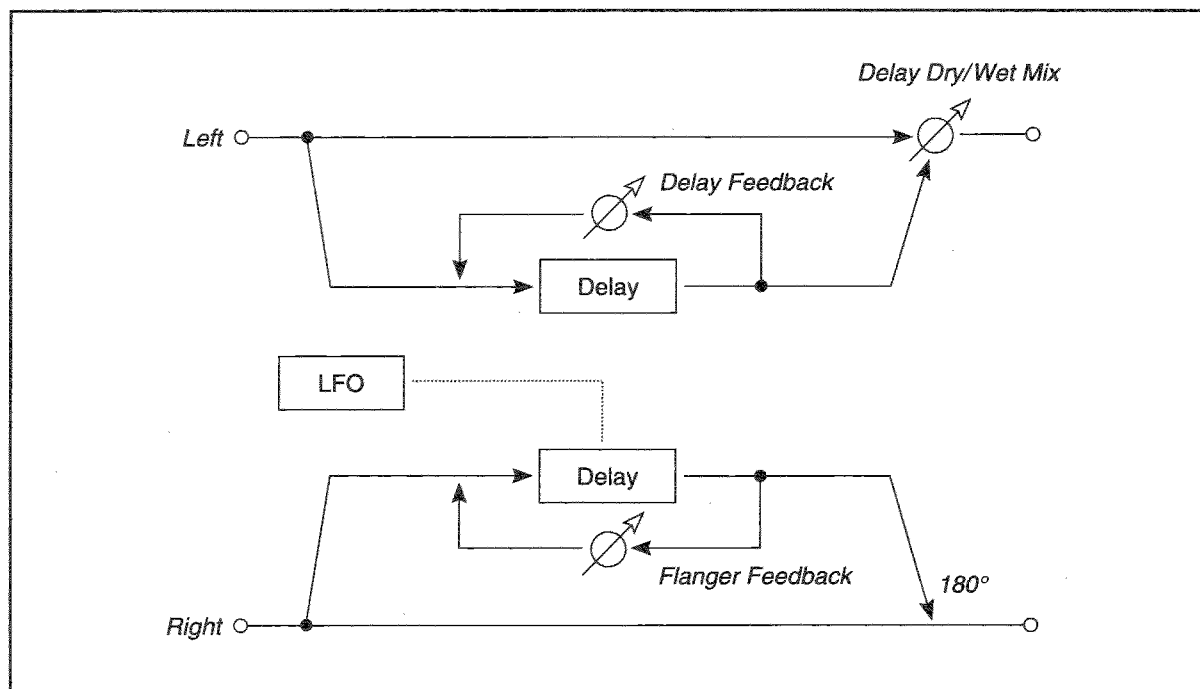 Delay Dry/Wet Mix
Left
Delay Feedback
Delay
LFO
Delay
Flanger Feedback
180°
Right